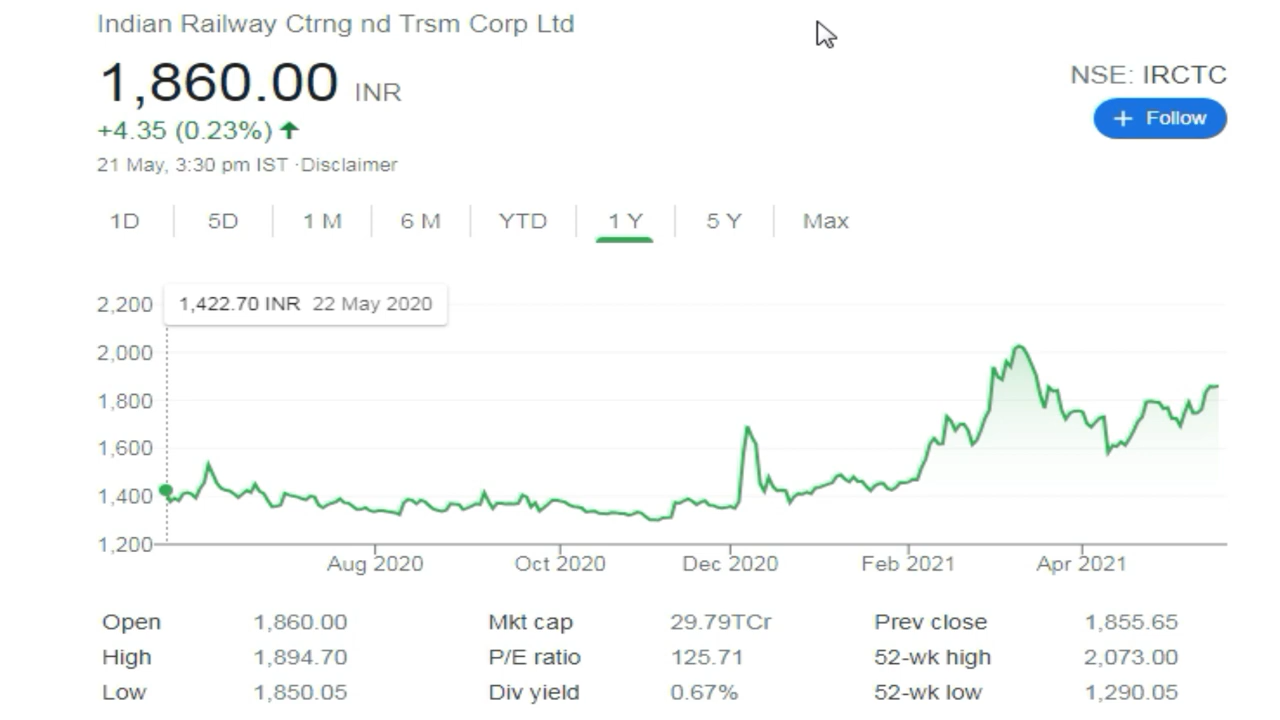 Indian Railway Ctrng nd Trsm Corp Ltd
1,860.00 INR
NSE: IRCTC
+4.35 (0.23%)
+ Follow
21 May, 3:30 pm IST ·Disclaimer
1D 5D 1 M 6 M YTD 1 Y 5 Y Max
2,200
1,422.70 INR 22 May 2020
2,000
1,800
1,600
1,400
1,200
Aug 2020 Oct 2020 Dec 2020 Feb 2021 Apr 2021
Open 1,860.00 Mkt cap 29.79TCr Prev close 1,855.65
High 1,894.70 P/E ratio 125.71 52-wk high 2,073.00
Low 1,850.05 Div yield 0.67% 52-wk low 1,290.05